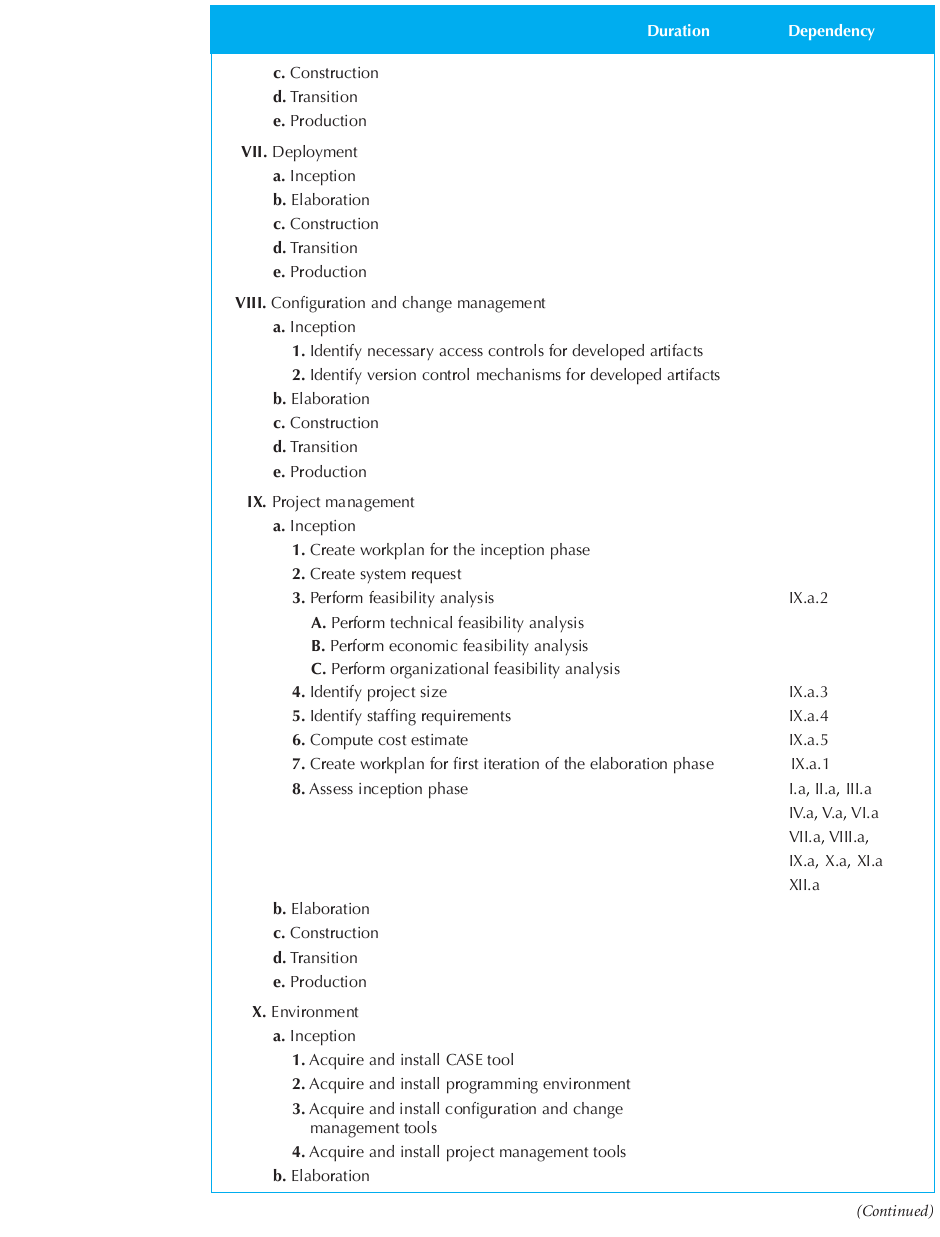 Duration Dependency
c. Construction
d. Transition
e. Production
VII. Deployment
a. Inception
b. Elaboration
c. Construction
d. Transition
e. Production
VIII. Configuration and change management
a. Inception
1. Identify necessary access controls for developed artifacts
2. Identify version control mechanisms for developed artifacts
b. Elaboration
c. Construction
d. Transition
e. Production
IX. Project management
a. Inception
1. Create workplan for the inception phase
2. Create system request
3. Perform feasibility analysis IX.a.2
A. Perform technical feasibility analysis
B. Perform economic feasibility analysis
C. Perform organizational feasibility analysis
4. Identify project size IX.a.3
5. Identify staffing requirements IX.a.4
6. Compute cost estimate IX.a.5
7. Create workplan for first iteration of the elaboration phase IX.a.1
8. Assess inception phase I.a, II.a, III.a
IV.a, V.a, VI.a
VII.a, VIII.a,
IX.a, X.a, XI.a
XII.a
b. Elaboration
c. Construction
d. Transition
e. Production
X. Environment
a. Inception
1. Acquire and install CASE tool
2. Acquire and install programming environment
3. Acquire and install configuration and change
management tools
4. Acquire and install project management tools
b. Elaboration
(Continued)